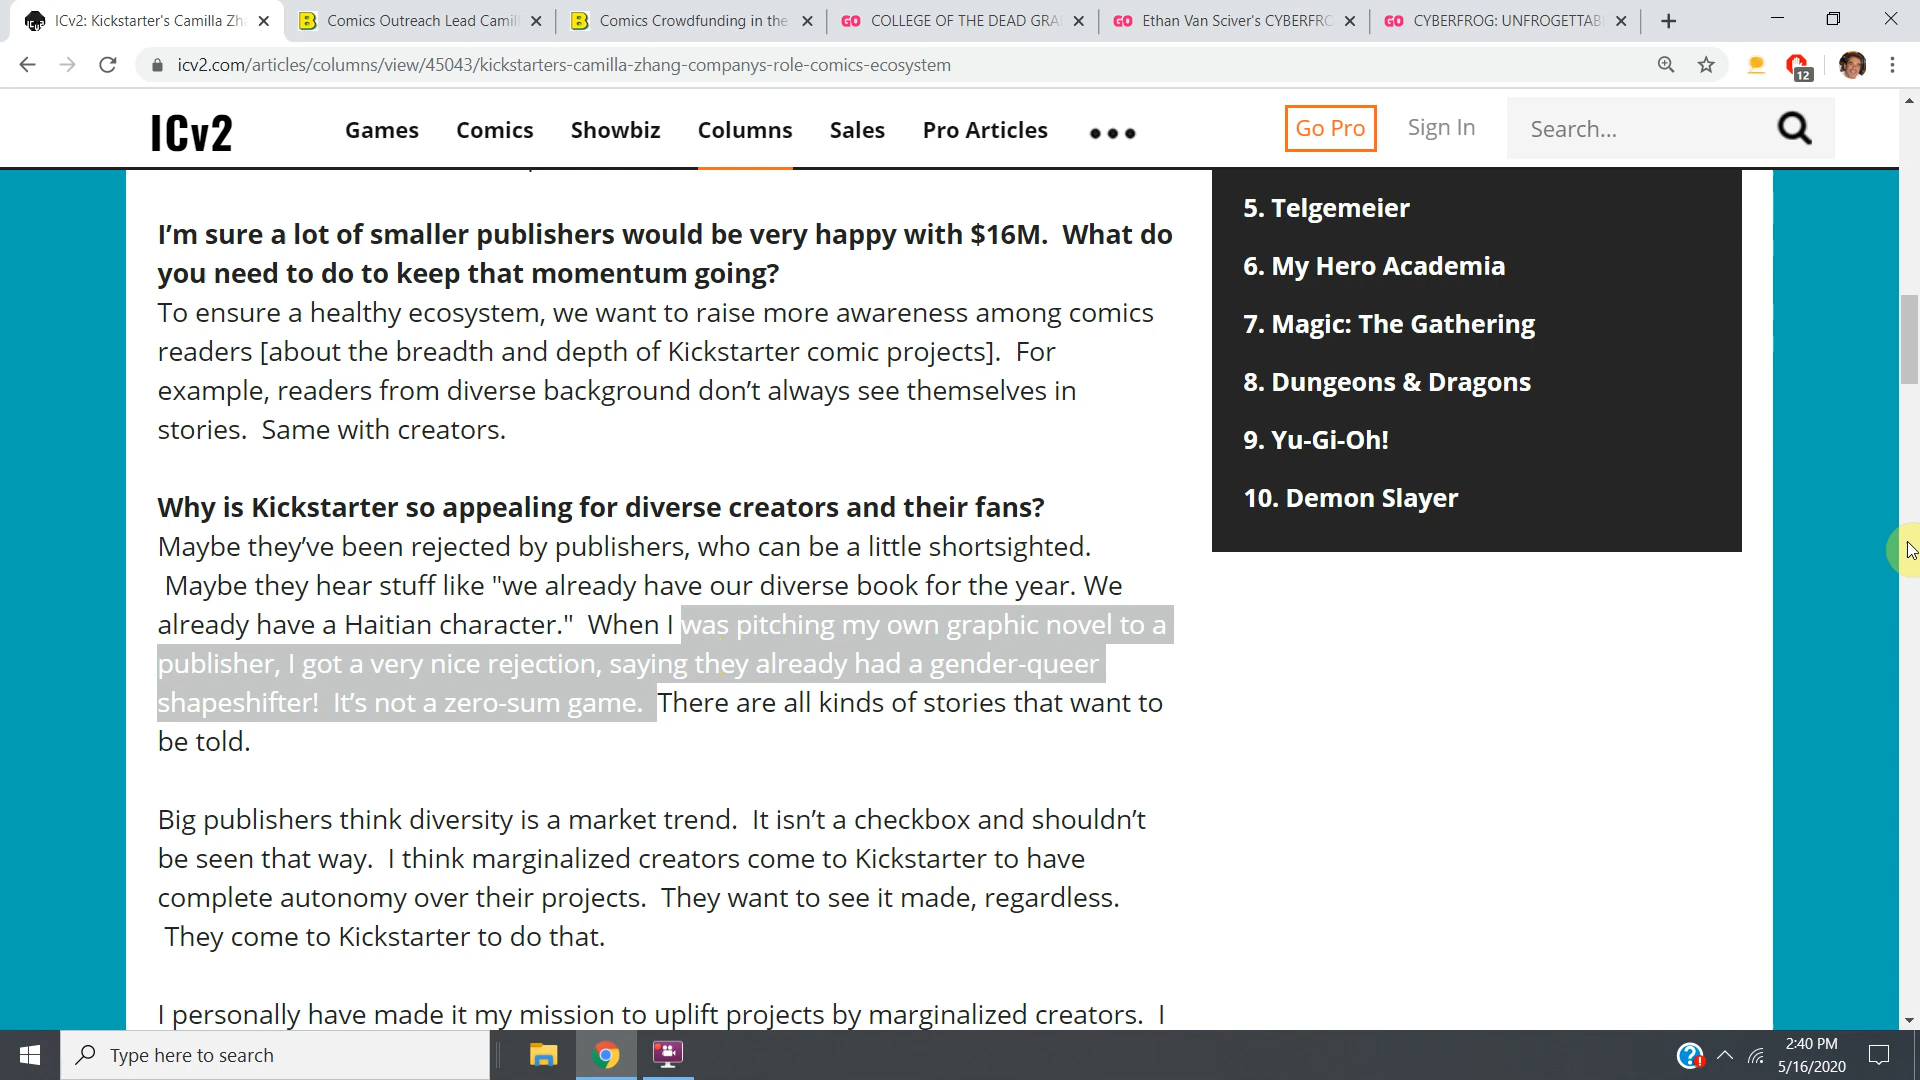 ICv2: Kickstarter's Camilla Zha
Comics Outreach Lead Camill
Comics Crowdfunding in the
GO COLLEGE OF THE DEAD GRA
GO Ethan Van Sciver's CYBERFRO
GO CYBERFROG: UNFROGETTAB
icv2.com/articles/columns/view/45043/kickstarters-camilla-zhang-companys-role-comics-ecosystem
12
ICv2
Games
Comics
Showbiz
Columns
Sales
Pro Articles
Go Pro
Sign In
Search...
I'm sure a lot of smaller publishers would be very happy with $16M. What do
you need to do to keep that momentum going?
To ensure a healthy ecosystem, we want to raise more awareness among comics
readers [about the breadth and depth of Kickstarter comic projects]. For
example, readers from diverse background don't always see themselves in
stories. Same with creators.
Why is Kickstarter so appealing for diverse creators and their fans?
Maybe they've been rejected by publishers, who can be a little shortsighted.
Maybe they hear stuff like "we already have our diverse book for the year. We
already have a Haitian character." When I was pitching my own graphic novel to a
publisher, I got a very nice rejection, saying they already had a gender-queer
shapeshifter! It's not a zero-sum game. There are all kinds of stories that want to
be told.
Big publishers think diversity is a market trend. It isn't a checkbox and shouldn't
be seen that way. I think marginalized creators come to Kickstarter to have
complete autonomy over their projects. They want to see it made, regardless.
They come to Kickstarter to do that.
I personally have made it my mission to uplift projects by marginalized creators. I
5. Telgemeier
6. My Hero Academia
7. Magic: The Gathering
8. Dungeons & Dragons
9. Yu-Gi-Oh!
10. Demon Slayer
Type here to search
2:40 PM
5/16/2020